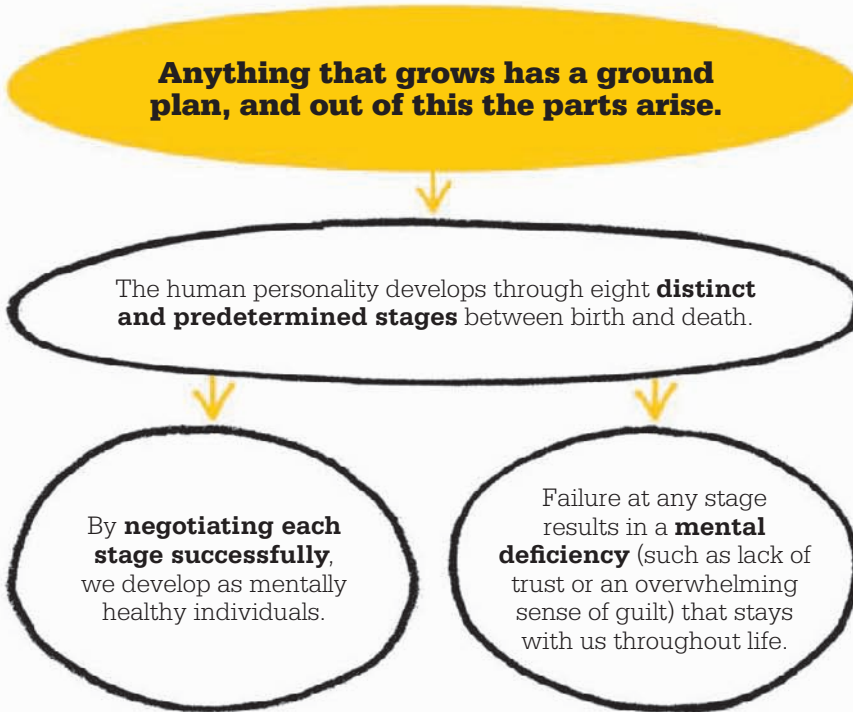 Anything that grows has a ground
plan, and out of this the parts arise.
The human personality develops through eight distinct
and predetermined stages between birth and death.
By negotiating each
stage successfully,
we develop as mentally
healthy individuals.
Failure at any stage
results in a mental
deficiency (such as lack of
trust or an overwhelming
sense of guilt) that stays
with us throughout life.